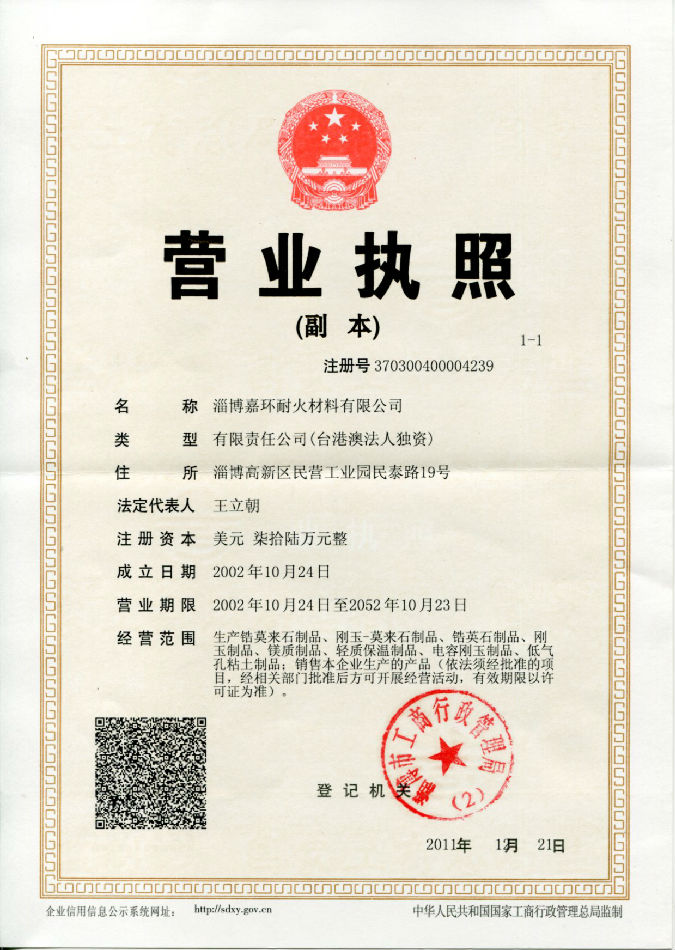 营业执照
(副 本)
1-1
注册号 370300400004239
名 称 淄博嘉环耐火材料有限公司
类 型 有限责任公司(台港澳法人独资)
住 所 淄博高新区民营工业园民泰路19号
法定代表人 王立朝
注册资本 美元 柒拾陆万元整
成立日期 2002年10月24日
营业期限 2002年10月24日至2052年10月23日
经营范围 生产锆莫来石制品、刚玉-莫来石制品、锆英石制品、刚
玉制品、镁质制品、轻质保温制品、电容刚玉制品、低气
孔粘土制品；销售本企业生产的产品（依法须经批准的项
目，经相关部门批准后方可开展经营活动，有效期限以许
可证为准）。
淄博市工商行政管理局
(2)
登记机关
2011年 12月 21日
企业信用信息公示系统网址： http://sdxy.gov.cn
中华人民共和国国家工商行政管理总局监制